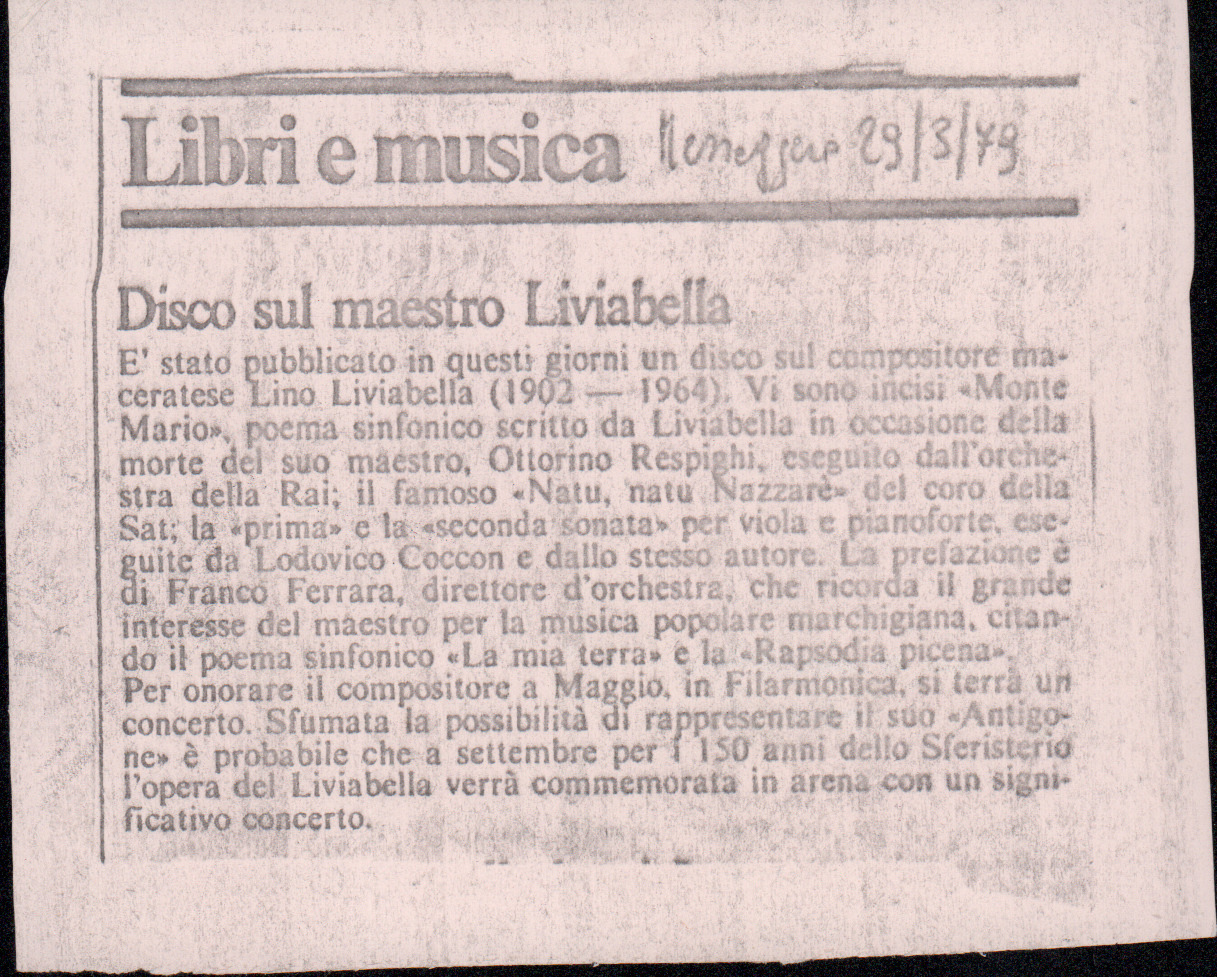 Libri e musica Messaggero 29/3/79
Disco sul maestro Liviabella
E' stato pubblicato in questi giorni un disco sul compositore ma-
ceratese Lino Liviabella (1902 — 1964). Vi sono incisi «Monte
Mario», poema sinfonico scritto da Liviabella in occasione della
morte del suo maestro, Ottorino Respighi, eseguito dall'orche-
stra della Rai; il famoso «Natu, natu Nazzarè» del coro della
Sat; la «prima» e la «seconda sonata» per viola e pianoforte, ese-
guite da Lodovico Coccon e dallo stesso autore. La prefazione è
di Franco Ferrara, direttore d'orchestra, che ricorda il grande
interesse del maestro per la musica popolare marchigiana, citan-
do il poema sinfonico «La mia terra» e la «Rapsodia picena».
Per onorare il compositore a Maggio, in Filarmonica, si terrà un
concerto. Sfumata la possibilità di rappresentare il suo «Antigo-
ne» è probabile che a settembre per i 150 anni dello Sferisterio
l'opera del Liviabella verrà commemorata in arena con un signi-
ficativo concerto.